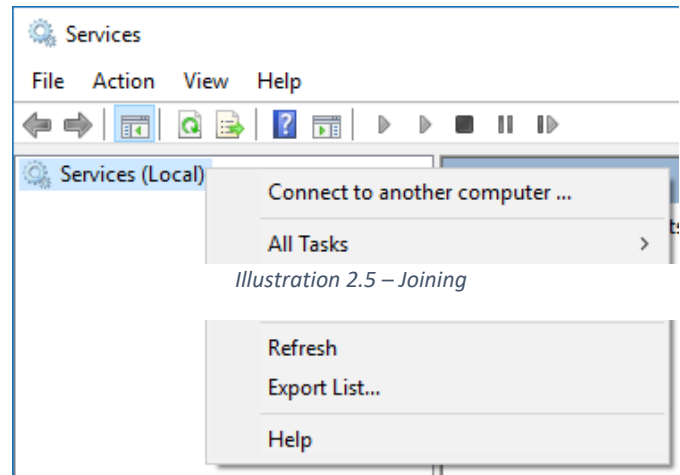 Services
File Action View Help
Services (Local)
Connect to another computer ...
All Tasks
Illustration 2.5 – Joining
Refresh
Export List...
Help